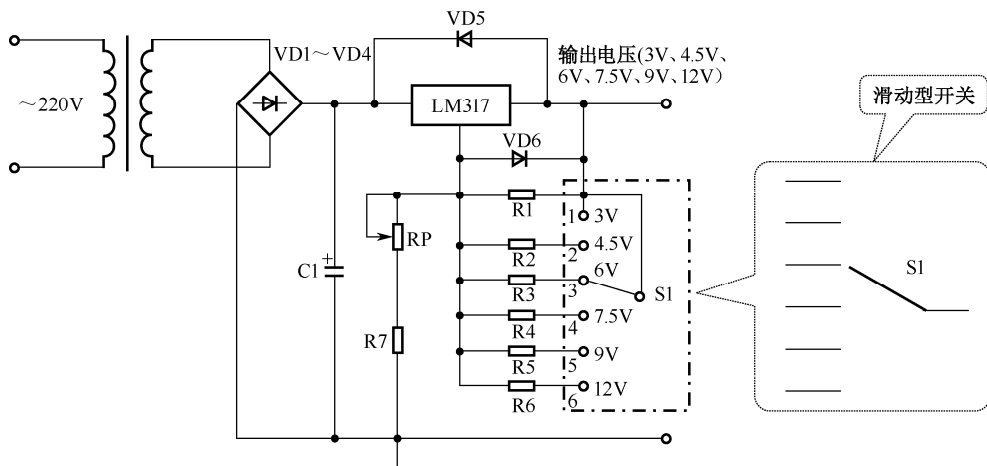 VD5
VD1～VD4
输出电压(3V、4.5V、
6V、7.5V、9V、12V）
滑动型开关
～220V
LM317
VD6
R1
1
3V
RP
R2
2
4.5V
C1
+
R3
3
6V
S1
S1
R4
4
7.5V
R7
R5
5
9V
R6
6
12V